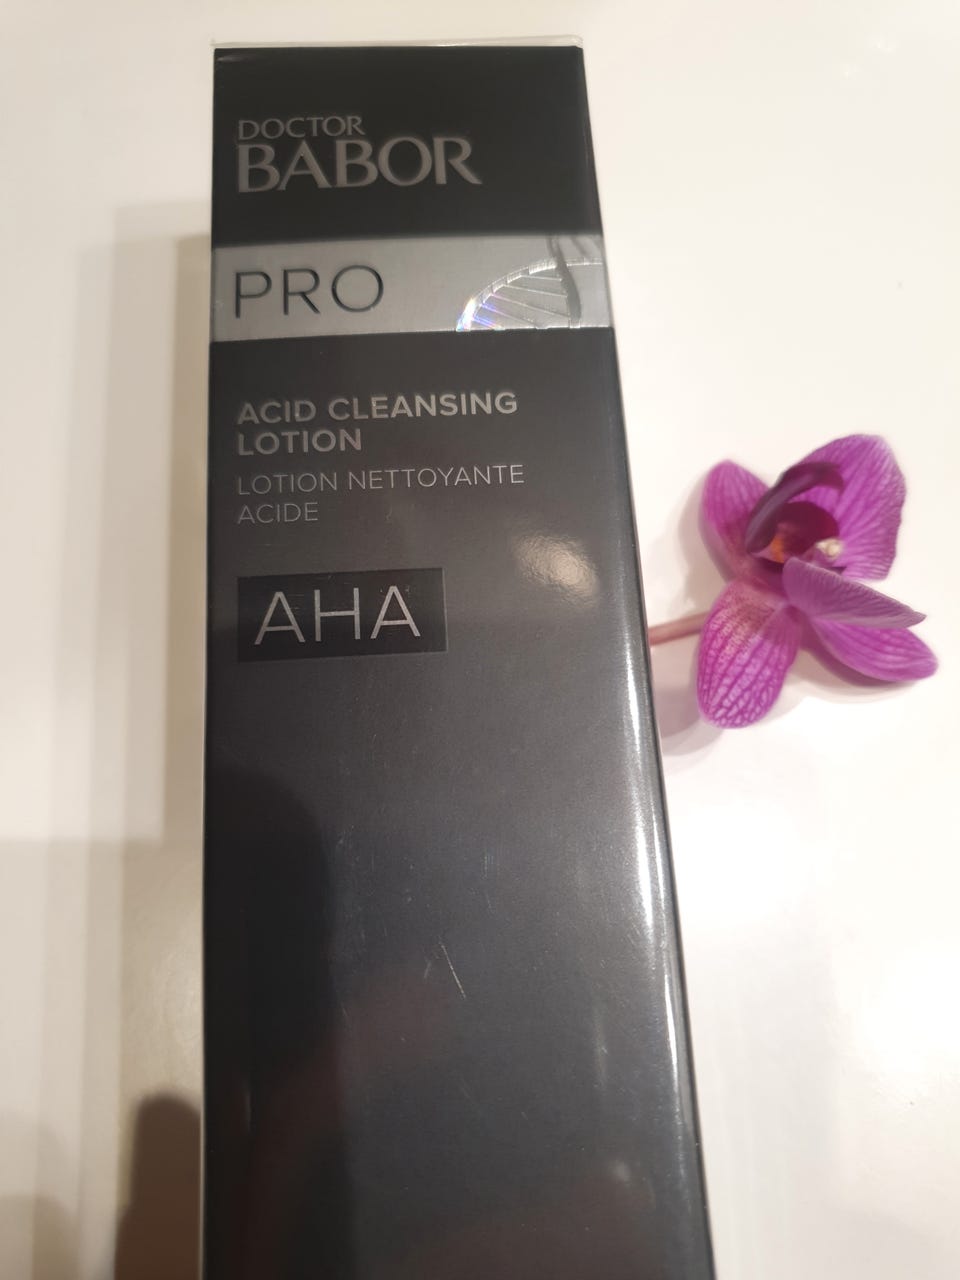 DOCTOR
BABOR
PRO
ACID CLEANSING
LOTION
LOTION NETTOYANTE
ACIDE
AHA